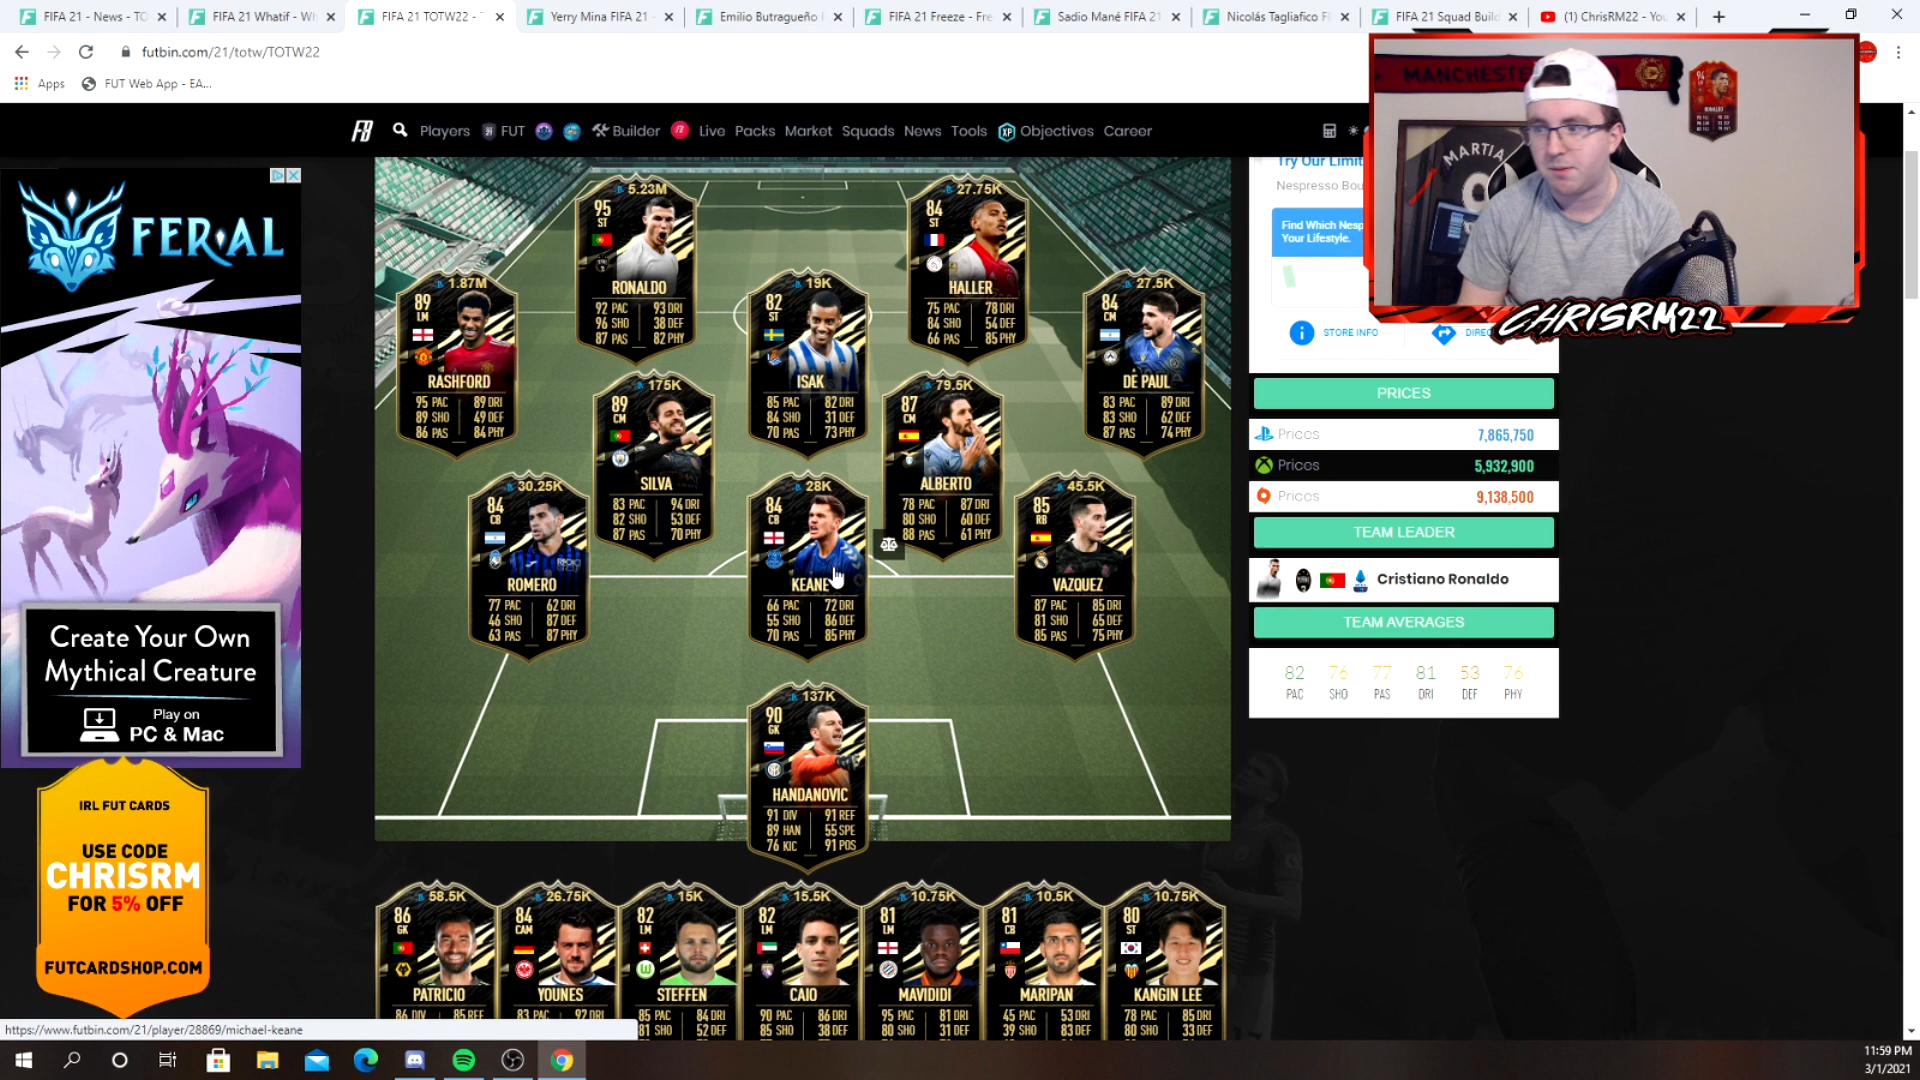 FIFA 21 - News - TO
FIFA 21 Whatif - Wh
FIFA 21 TOTW22 -
Yerry Mina FIFA 21 -
Emilio Butragueño
FIFA 21 Freeze - Fre
Sadio Mané FIFA 21
Nicolás Tagliafico F
FIFA 21 Squad Build
(1) ChrisRM22 - You
futbin.com/21/totw/TOTW22
Apps
FUT Web App - EA...
Players FUT Builder Live Packs Market Squads News Tools XP Objectives Career
MANCHESTER
MARTIA
94
RONALDO
CHRISRM22
FERAL
Create Your Own
Mythical Creature
Play on
PC & Mac
IRL FUT CARDS
USE CODE
CHRISRM
FOR 5% OFF
FUTCARDSHOP.COM
5.23M
95
ST
RONALDO
92 PAC 93 DRI
96 SHO 38 DEF
87 PAS 82 PHY
27.75K
84
ST
HALLER
75 PAC 78 DRI
84 SHO 54 DEF
66 PAS 85 PHY
1.87M
89
LM
RASHFORD
95 PAC 89 DRI
89 SHO 49 DEF
86 PAS 84 PHY
19K
82
ST
ISAK
85 PAC 82 DRI
84 SHO 31 DEF
70 PAS 73 PHY
27.5K
84
CM
DE PAUL
83 PAC 89 DRI
83 SHO 62 DEF
87 PAS 74 PHY
175K
89
CM
SILVA
83 PAC 94 DRI
82 SHO 53 DEF
87 PAS 70 PHY
79.5K
87
CM
ALBERTO
78 PAC 87 DRI
80 SHO 60 DEF
88 PAS 61 PHY
30.25K
84
CB
ROMERO
77 PAC 62 DRI
46 SHO 87 DEF
63 PAS 87 PHY
28K
84
CB
KEANE
66 PAC 72 DRI
55 SHO 86 DEF
70 PAS 85 PHY
45.5K
85
RB
VAZQUEZ
87 PAC 85 DRI
81 SHO 65 DEF
85 PAS 75 PHY
137K
90
GK
HANDANOVIC
91 DIV 91 REF
89 HAN 55 SPE
76 KIC 91 POS
58.5K
86
GK
PATRICIO
86 DIV 85 REF
26.75K
84
CAM
YOUNES
83 PAC 92 DRI
15K
82
LM
STEFFEN
85 PAC 84 DRI
81 SHO 52 DEF
15.5K
82
LM
CAIO
90 PAC 86 DRI
85 SHO 38 DEF
10.75K
81
LM
MAVIDIDI
95 PAC 81 DRI
80 SHO 31 DEF
10.5K
81
CB
MARIPAN
45 PAC 53 DRI
39 SHO 83 DEF
10.75K
80
ST
KANGIN LEE
78 PAC 85 DRI
80 SHO 33 DEF
Try Our Limit
Nespresso Bou
Find Which Nesp
Your Lifestyle.
STORE INFO
DIREC
PRICES
Prices 7,865,750
Prices 5,932,900
Prices 9,138,500
TEAM LEADER
Cristiano Ronaldo
TEAM AVERAGES
82 76 77 81 53 76
PAC SHO PAS DRI DEF PHY
https://www.futbin.com/21/player/28869/michael-keane
11:59 PM
3/1/2021